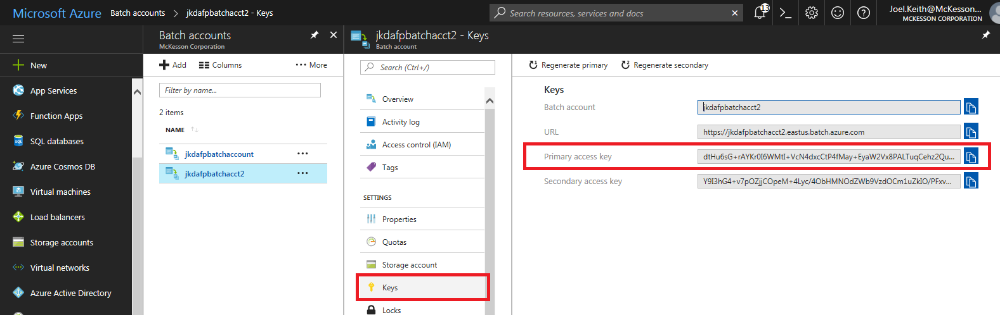 Microsoft Azure
Batch accounts > jkdafpbatchacct2 - Keys
Search resources, services and docs
13
Joel.Keith@McKesson...
MCKESSON CORPORATION
New
App Services
Function Apps
SQL databases
SQL
Azure Cosmos DB
Virtual machines
Load balancers
Storage accounts
Virtual networks
Azure Active Directory
Batch accounts
McKesson Corporation
Add
Columns
More
Filter by name...
2 items
NAME
jkdafpbatchaccount
jkdafpbatchacct2
jkdafpbatchacct2 - Keys
Batch account
Search (Ctrl+/)
Overview
Activity log
Access control (IAM)
Tags
SETTINGS
Properties
Quotas
Storage account
Keys
Locks
Regenerate primary
Regenerate secondary
Keys
Batch account jkdafpbatchacct2
URL https://jkdafpbatchacct2.eastus.batch.azure.com
Primary access key dtHu6sG+rAYKr0I6WMtI+VcN4dxcCtP4fMay+EyaW2Vx8PALTuqCehz2Qu...
Secondary access key Y9I3hG4+v7pOZjjCOpeM+4Lyc/4ObHMNOdZWb9VzdOCm1uZkIO/PFxv...